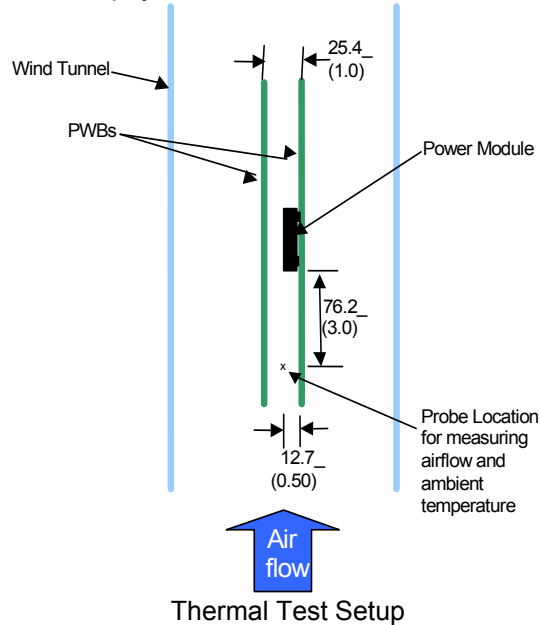 25.4_
(1.0)
Wind Tunnel
PWBs
Power Module
76.2_
(3.0)
x
Probe Location
for measuring
airflow and
ambient
temperature
12.7_
(0.50)
Air
flow
Thermal Test Setup